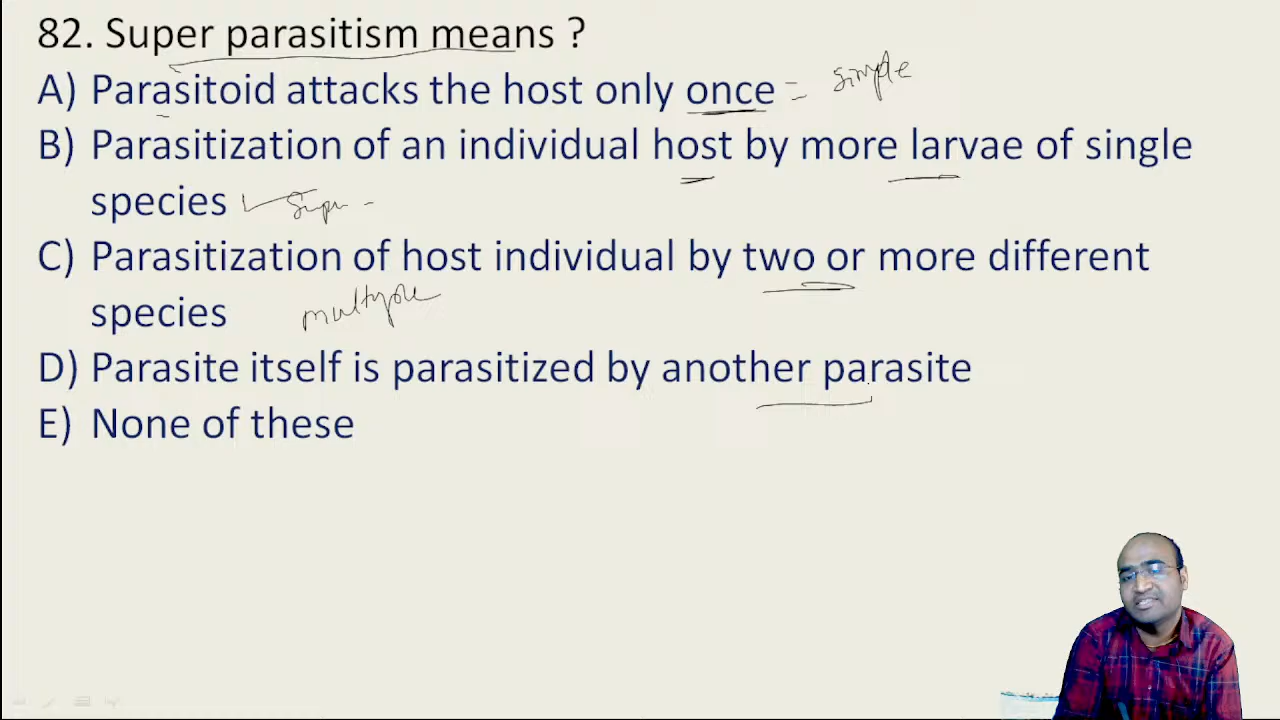 82. Super parasitism means ?
A) Parasitoid attacks the host only once = simple
B) Parasitization of an individual host by more larvae of single
species
C) Parasitization of host individual by two or more different
species
D) Parasite itself is parasitized by another parasite
E) None of these